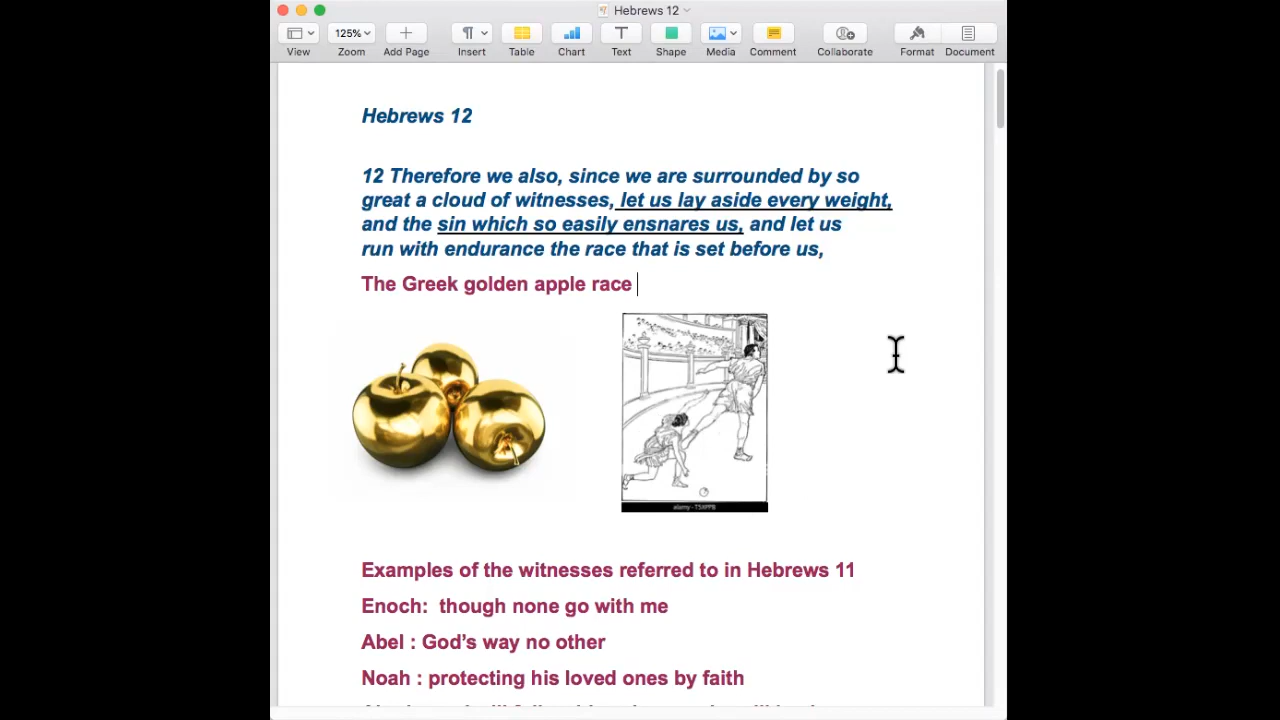 Hebrews 12
125%
View
Zoom
Add Page
Insert
Table
Chart
Text
Shape
Media
Comment
Collaborate
Format
Document
Hebrews 12
12 Therefore we also, since we are surrounded by so
great a cloud of witnesses, let us lay aside every weight,
and the sin which so easily ensnares us, and let us
run with endurance the race that is set before us,
The Greek golden apple race
Examples of the witnesses referred to in Hebrews 11
Enoch:  though none go with me
Abel : God’s way no other
Noah : protecting his loved ones by faith